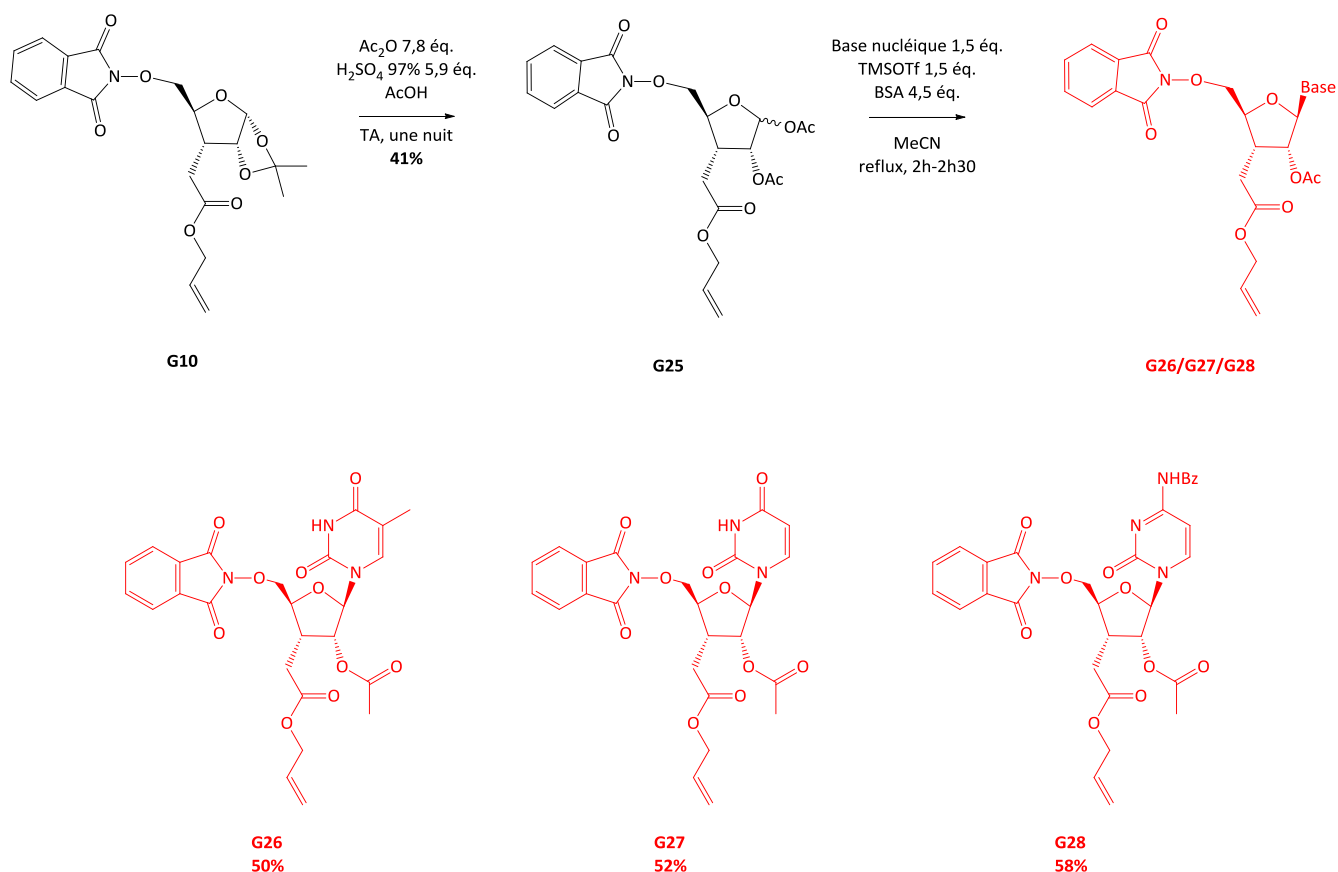 Ac₂O 7,8 éq.
H₂SO₄ 97% 5,9 éq.
AcOH
TA, une nuit
41%
Base nucléique 1,5 éq.
TMSOTf 1,5 éq.
BSA 4,5 éq.
MeCN
reflux, 2h-2h30
O
N
O
O
O
O
O
O
O
G10
O
N
O
O
O
OAc
OAc
O
O
G25
O
N
O
O
O
Base
OAc
O
O
G26/G27/G28
O
HN
O
N
O
N
O
O
O
O
O
O
O
G26
50%
O
HN
O
N
O
N
O
O
O
O
O
O
O
G27
52%
NHBz
N
O
N
O
N
O
O
O
O
O
O
O
G28
58%